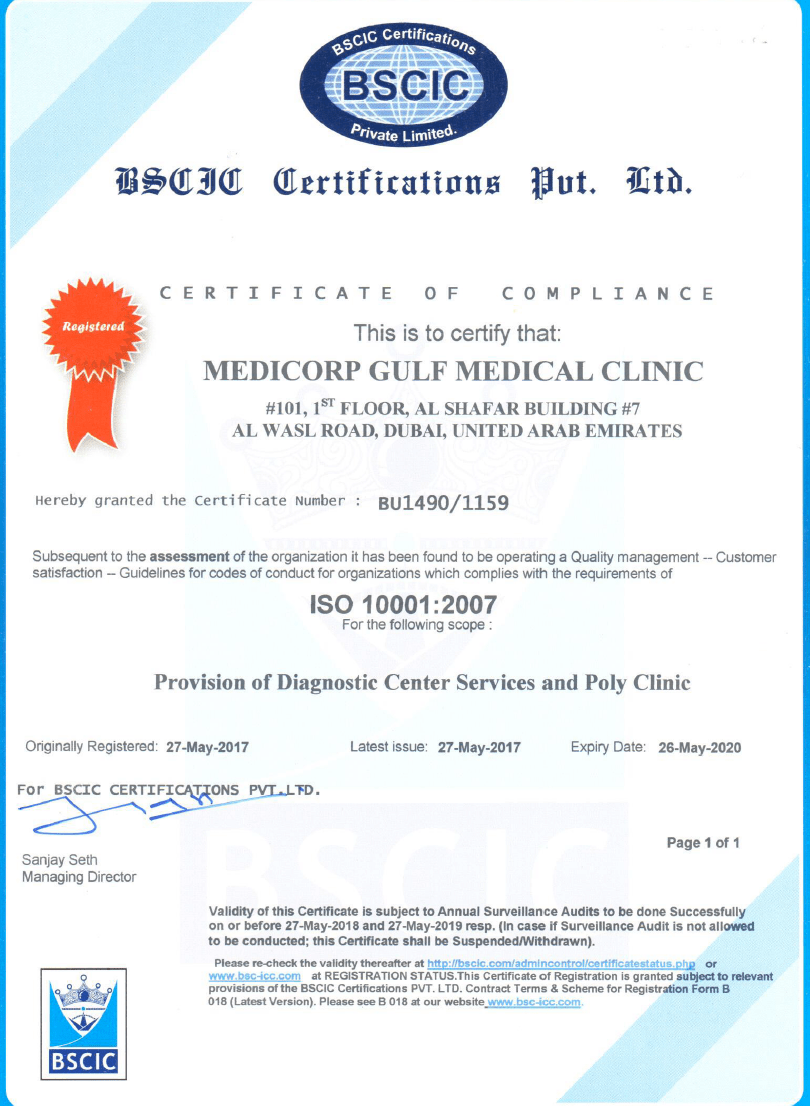 BSCIC Certifications
BSCIC
Private Limited.
BSCIC Certifications Pvt. Ltd.
Registered
CERTIFICATE OF COMPLIANCE
This is to certify that:
MEDICORP GULF MEDICAL CLINIC
#101, 1ST FLOOR, AL SHAFAR BUILDING #7
AL WASL ROAD, DUBAI, UNITED ARAB EMIRATES
Hereby granted the Certificate Number : BU1490/1159
Subsequent to the assessment of the organization it has been found to be operating a Quality management -- Customer
satisfaction -- Guidelines for codes of conduct for organizations which complies with the requirements of
ISO 10001:2007
For the following scope :
Provision of Diagnostic Center Services and Poly Clinic
Originally Registered: 27-May-2017 Latest issue: 27-May-2017 Expiry Date: 26-May-2020
For BSCIC CERTIFICATIONS PVT.LTD.
BSCIC
Page 1 of 1
Sanjay Seth
Managing Director
Validity of this Certificate is subject to Annual Surveillance Audits to be done Successfully
on or before 27-May-2018 and 27-May-2019 resp. (In case if Surveillance Audit is not allowed
to be conducted; this Certificate shall be Suspended/Withdrawn).
Please re-check the validity thereafter at http://bscic.com/admincontrol/certificatestatus.php or
www.bsc-icc.com at REGISTRATION STATUS.This Certificate of Registration is granted subject to relevant
provisions of the BSCIC Certifications PVT. LTD. Contract Terms & Scheme for Registration Form B
018 (Latest Version). Please see B 018 at our website www.bsc-icc.com.
BSCIC